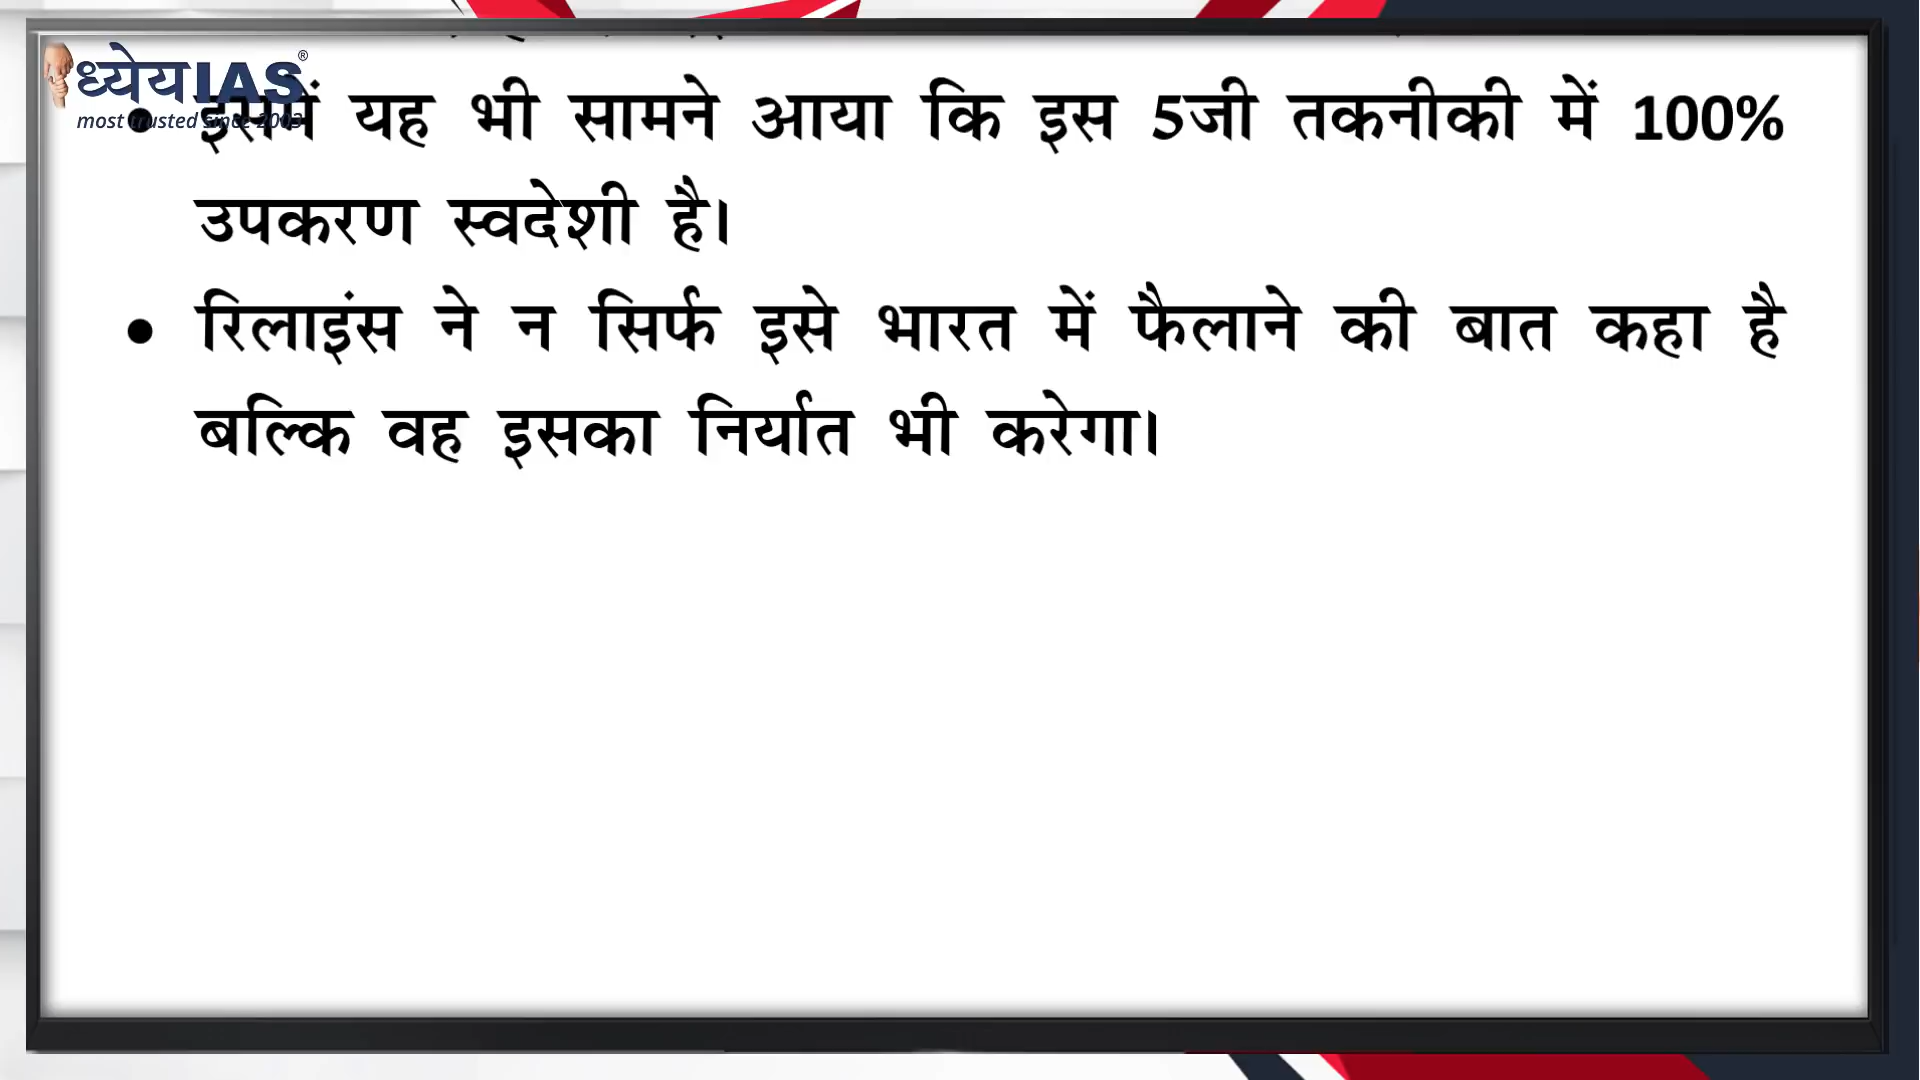 ध्येय IAS®
most trusted since 2003
• इसमें यह भी सामने आया कि इस 5जी तकनीकी में 100%
उपकरण स्वदेशी है।
• रिलाइंस ने न सिर्फ इसे भारत में फैलाने की बात कहा है
बल्कि वह इसका निर्यात भी करेगा।